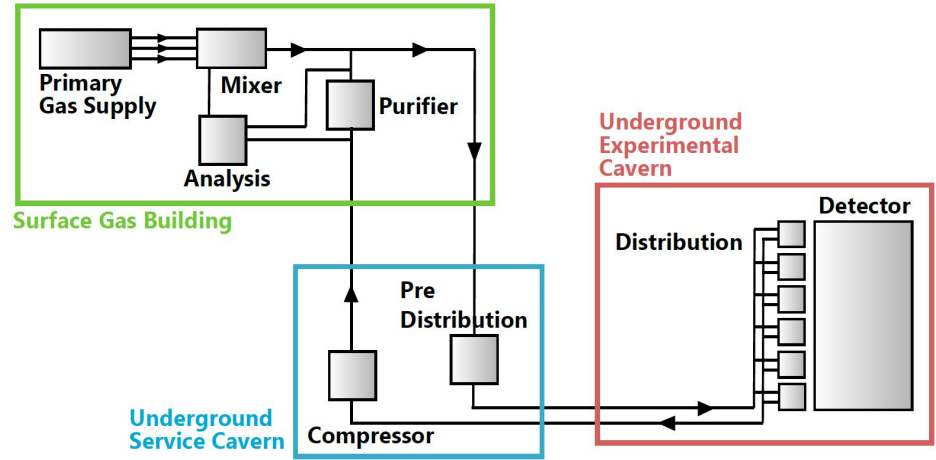 Primary
Gas Supply
Mixer
Purifier
Analysis
Surface Gas Building
Underground
Experimental
Cavern
Detector
Distribution
Pre
Distribution
Underground
Service Cavern
Compressor